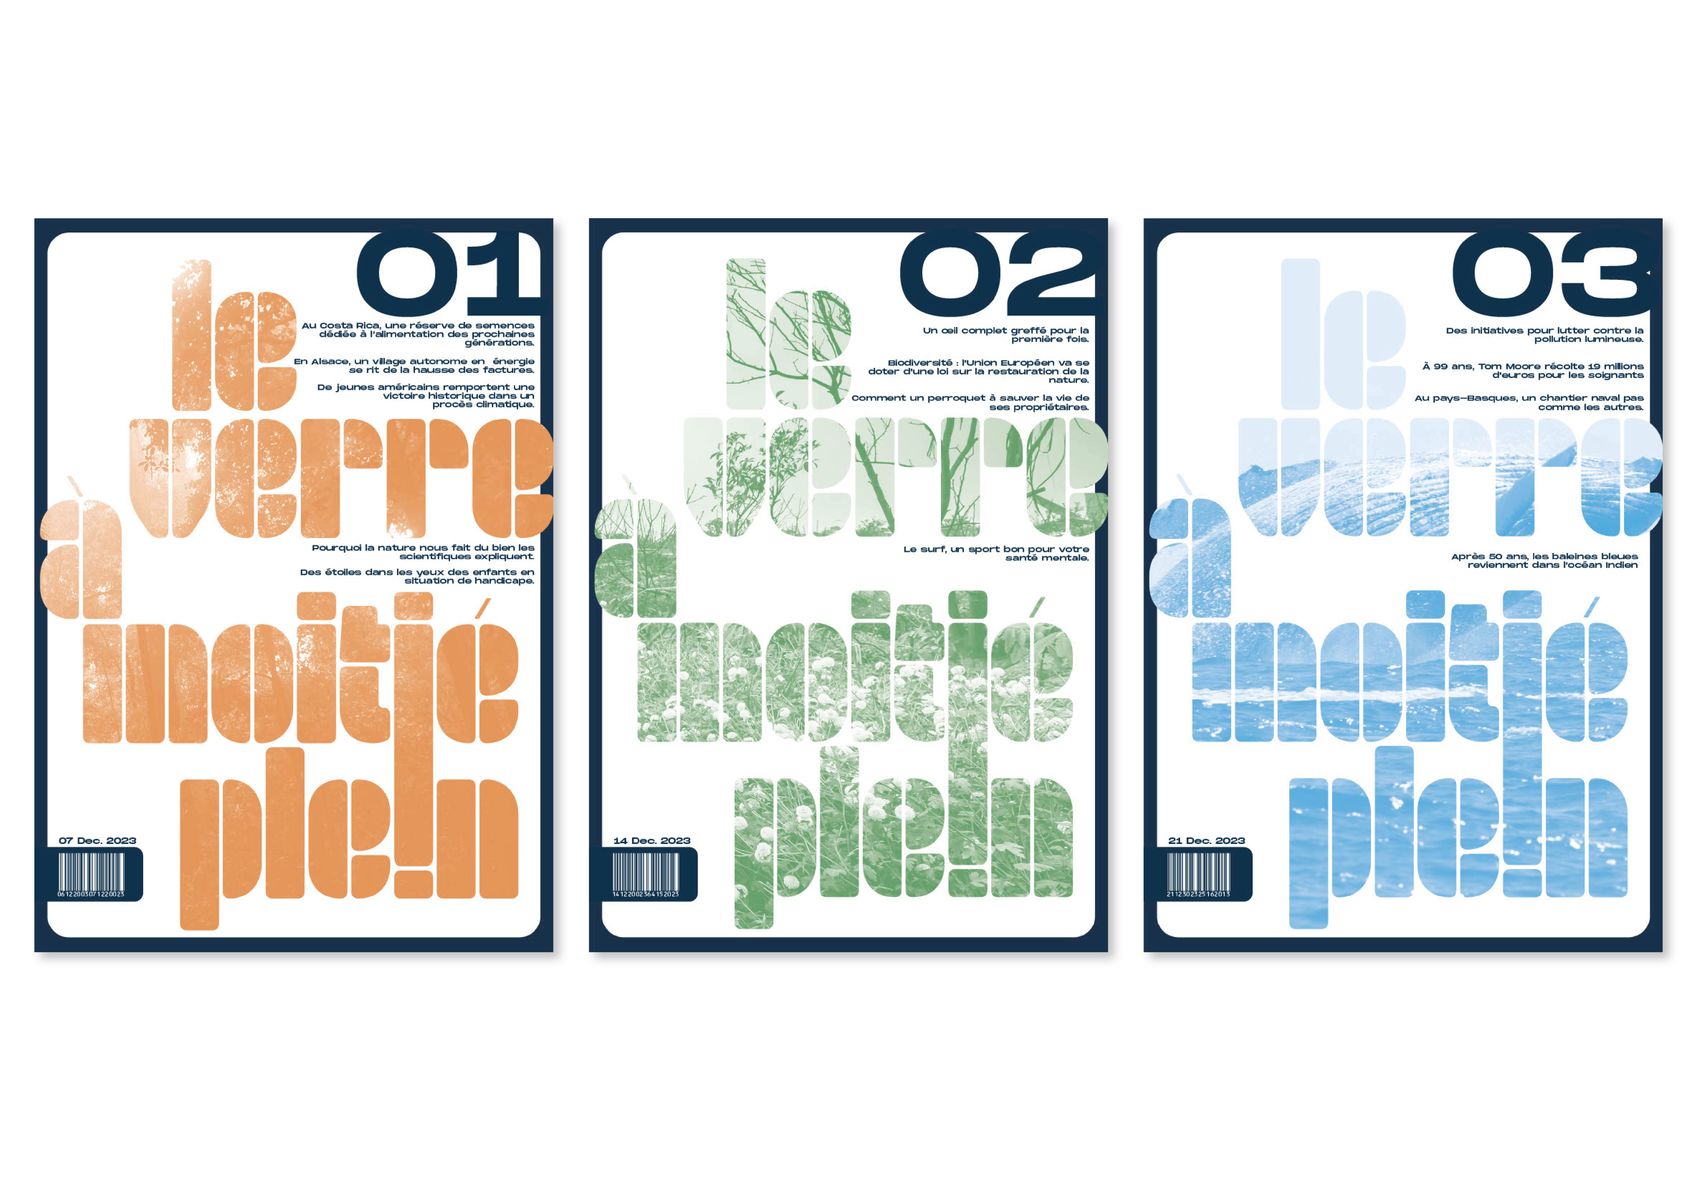 01
le
Au Costa Rica, une réserve de semences
dédiée à l'alimentation des prochaines
générations.
En Alsace, un village autonome en énergie
se rit de la hausse des factures.
De jeunes américains remportent une
victoire historique dans un
procès climatique.
verre
à
Pourquoi la nature nous fait du bien les
scientifiques expliquent.
Des étoiles dans les yeux des enfants en
situation de handicape.
moitié
plein
07 Dec. 2023
02
le
Un œil complet greffé pour la
première fois.
Biodiversité : l'Union Européen va se
doter d'une loi sur la restauration de la
nature.
Comment un perroquet à sauver la vie de
ses propriétaires.
verre
à
Le surf, un sport bon pour votre
santé mentale.
moitié
plein
14 Dec. 2023
03
le
Des initiatives pour lutter contre la
pollution lumineuse.
À 99 ans, Tom Moore récolte 19 millions
d'euros pour les soignants
Au pays-Basques, un chantier naval pas
comme les autres.
verre
à
Après 50 ans, les baleines bleues
reviennent dans l'océan Indien
moitié
plein
21 Dec. 2023